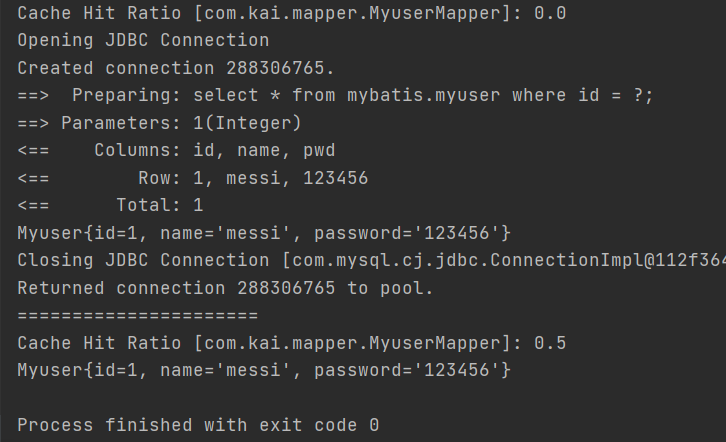 Cache Hit Ratio [com.kai.mapper.MyuserMapper]: 0.0
Opening JDBC Connection
Created connection 288306765.
==>  Preparing: select * from mybatis.myuser where id = ?;
==> Parameters: 1(Integer)
<==    Columns: id, name, pwd
<==        Row: 1, messi, 123456
<==      Total: 1
Myuser{id=1, name='messi', password='123456'}
Closing JDBC Connection [com.mysql.cj.jdbc.ConnectionImpl@112f364
Returned connection 288306765 to pool.
======================
Cache Hit Ratio [com.kai.mapper.MyuserMapper]: 0.5
Myuser{id=1, name='messi', password='123456'}
Process finished with exit code 0